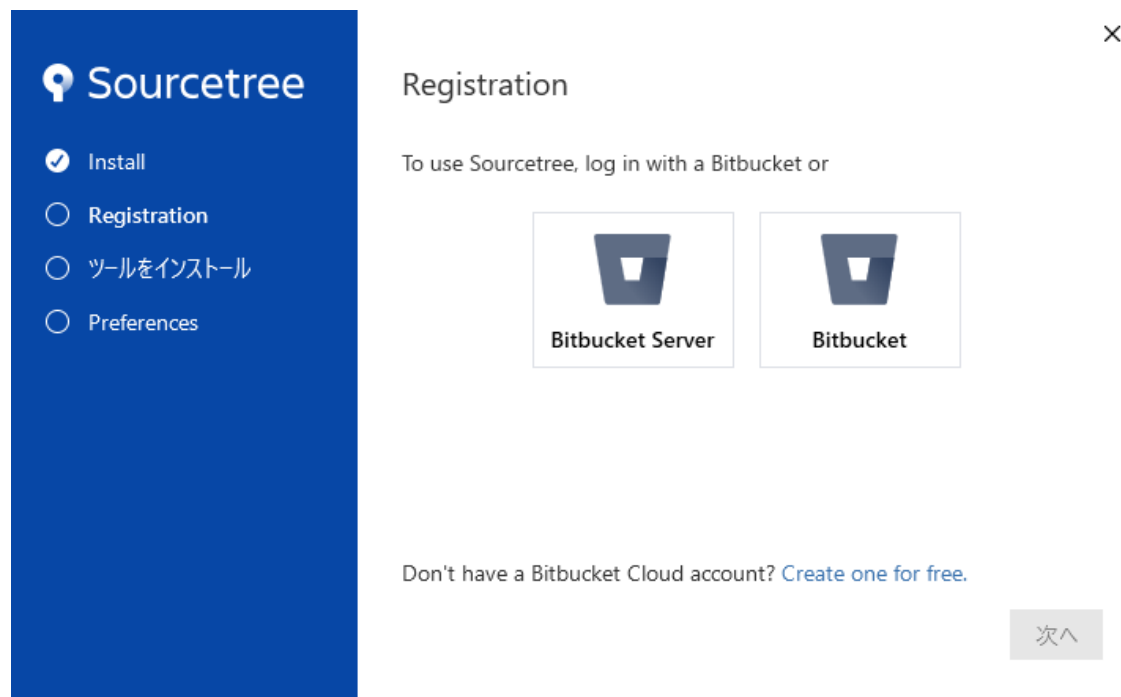 Sourcetree
Install
Registration
ツールをインストール
Preferences
Registration
To use Sourcetree, log in with a Bitbucket or
Bitbucket Server
Bitbucket
Don't have a Bitbucket Cloud account? Create one for free.
次へ